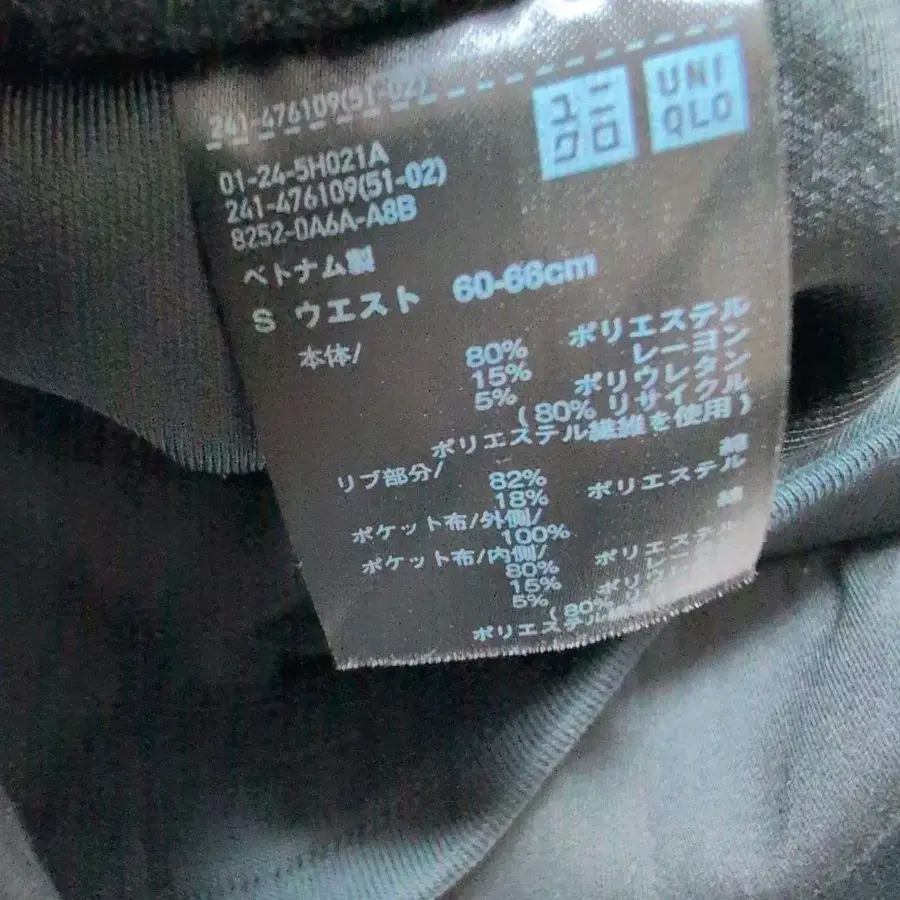 241-476109(51-02)
ユニクロ
UNI
QLO
01-24-5H021A
241-476109(51-02)
8252-0A6A-A8B
ベトナム製
S ウエスト 60-66cm
本体/ 80% ポリエステル
15% レーヨン
5% ポリウレタン
(80% リサイクル
ポリエステル繊維を使用)
リブ部分/ 82% 綿
18% ポリエステル
ポケット布/外側/
100% 綿
ポケット布/内側/
80% ポリエステル
15%
5%
(80%
ポリエステル